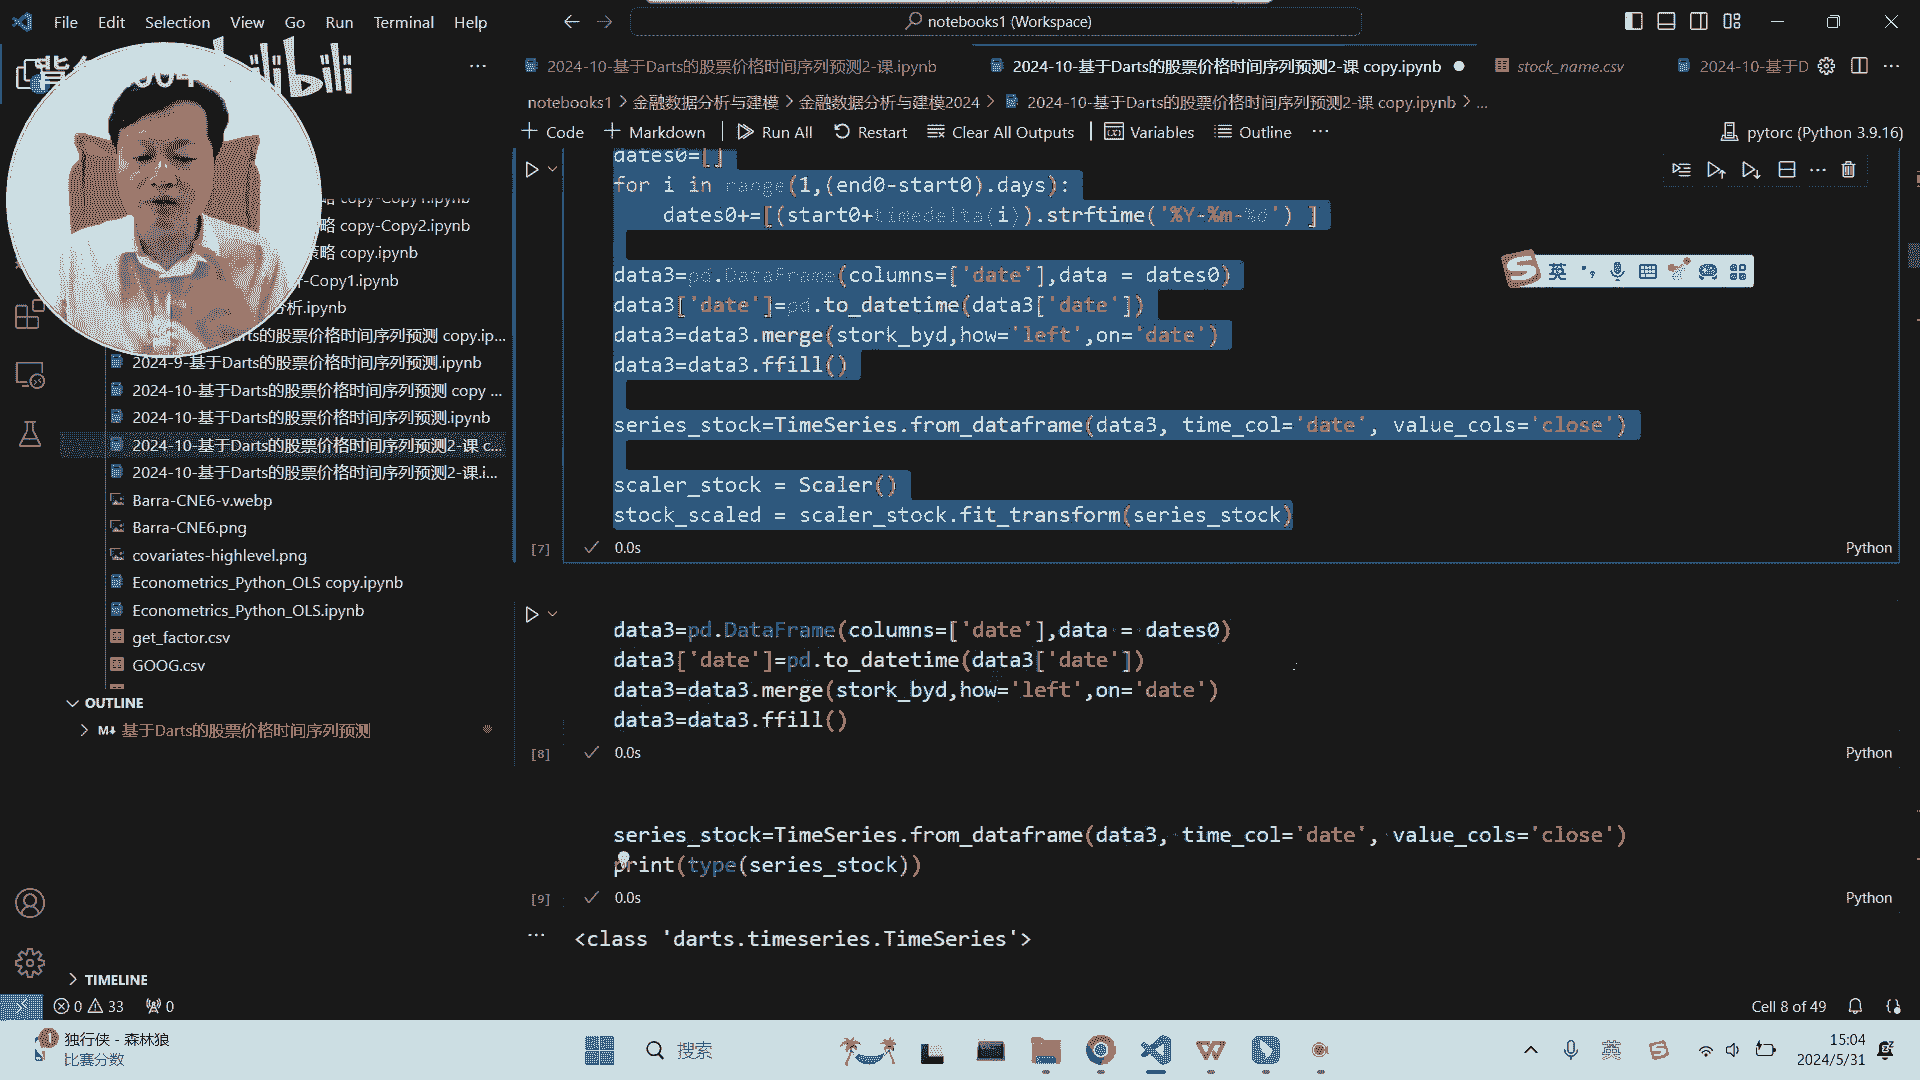 File Edit Selection View Go Run Terminal Help
notebooks1 (Workspace)
bilibili
2024-10-基于Darts的股票价格时间序列预测2-课.ipynb
2024-10-基于Darts的股票价格时间序列预测2-课 copy.ipynb
stock_name.csv
2024-10-基于D
notebooks1 > 金融数据分析与建模 > 金融数据分析与建模2024 > 2024-10-基于Darts的股票价格时间序列预测2-课 copy.ipynb > ...
+ Code + Markdown Run All Restart Clear All Outputs Variables Outline ...
pytorc (Python 3.9.16)
略 copy-Copy1.ipynb
略 copy-Copy2.ipynb
略 copy.ipynb
-Copy1.ipynb
分析.ipynb
ts的股票价格时间序列预测 copy.ip...
2024-9-基于Darts的股票价格时间序列预测.ipynb
2024-10-基于Darts的股票价格时间序列预测 copy ...
2024-10-基于Darts的股票价格时间序列预测.ipynb
2024-10-基于Darts的股票价格时间序列预测2-课 c...
2024-10-基于Darts的股票价格时间序列预测2-课.i...
Barra-CNE6-v.webp
Barra-CNE6.png
covariates-highlevel.png
Econometrics_Python_OLS copy.ipynb
Econometrics_Python_OLS.ipynb
get_factor.csv
GOOG.csv
OUTLINE
M↓ 基于Darts的股票价格时间序列预测
TIMELINE
dates0=[]
for i in range(1,(end0-start0).days):
dates0+=[(start0+timedelta(i)).strftime('%Y-%m-%d') ]
data3=pd.DataFrame(columns=['date'],data = dates0)
data3['date']=pd.to_datetime(data3['date'])
data3=data3.merge(stork_byd,how='left',on='date')
data3=data3.ffill()
series_stock=TimeSeries.from_dataframe(data3, time_col='date', value_cols='close')
scaler_stock = Scaler()
stock_scaled = scaler_stock.fit_transform(series_stock)
[7] 0.0s Python
英
data3=pd.DataFrame(columns=['date'],data = dates0)
data3['date']=pd.to_datetime(data3['date'])
data3=data3.merge(stork_byd,how='left',on='date')
data3=data3.ffill()
[8] 0.0s Python
series_stock=TimeSeries.from_dataframe(data3, time_col='date', value_cols='close')
print(type(series_stock))
[9] 0.0s Python
<class 'darts.timeseries.TimeSeries'>
0 33 0
Cell 8 of 49
独行侠 - 森林狼
比赛分数
搜索
英
15:04
2024/5/31